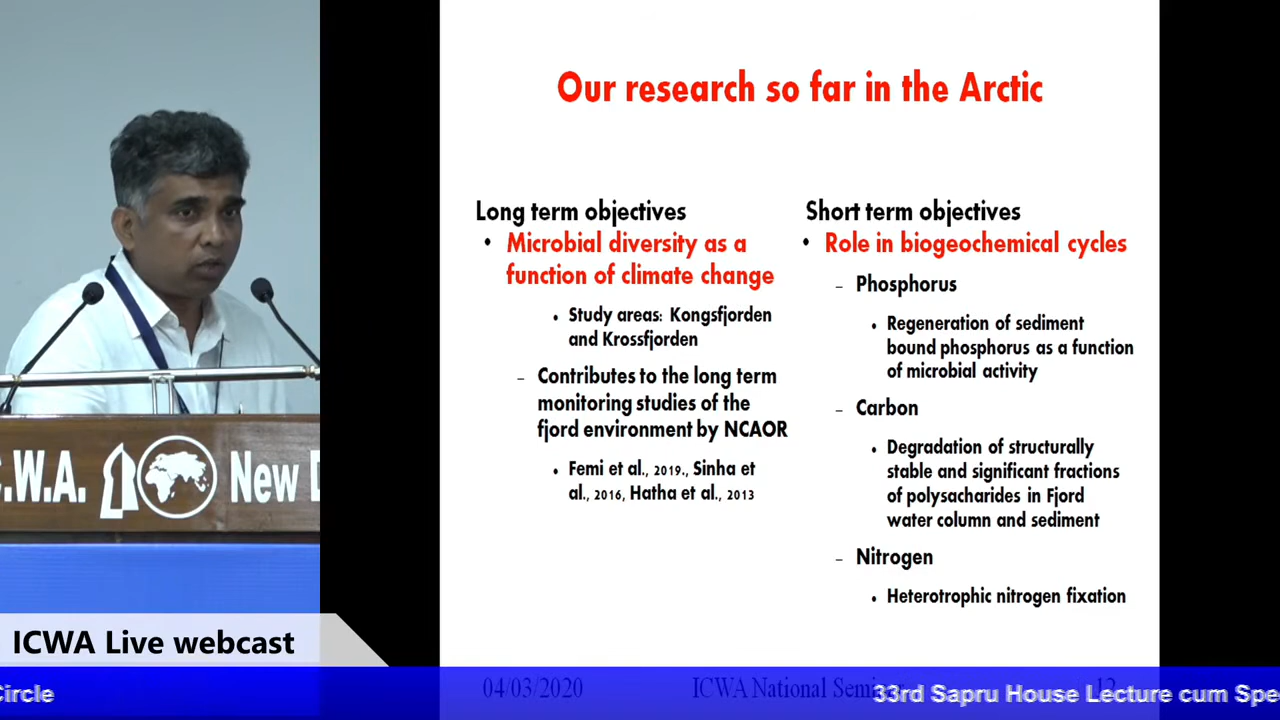 Our research so far in the Arctic
Long term objectives
• Microbial diversity as a
function of climate change
• Study areas: Kongsfjorden
and Krossfjorden
– Contributes to the long term
monitoring studies of the
fjord environment by NCAOR
• Femi et al., 2019., Sinha et
al., 2016, Hatha et al., 2013
Short term objectives
• Role in biogeochemical cycles
– Phosphorus
• Regeneration of sediment
bound phosphorus as a function
of microbial activity
– Carbon
• Degradation of structurally
stable and significant fractions
of polysacharides in Fjord
water column and sediment
– Nitrogen
• Heterotrophic nitrogen fixation
.W.A. New D
ICWA Live webcast
04/03/2020 ICWA National 12
Circle 33rd Sapru House Lecture cum Spe